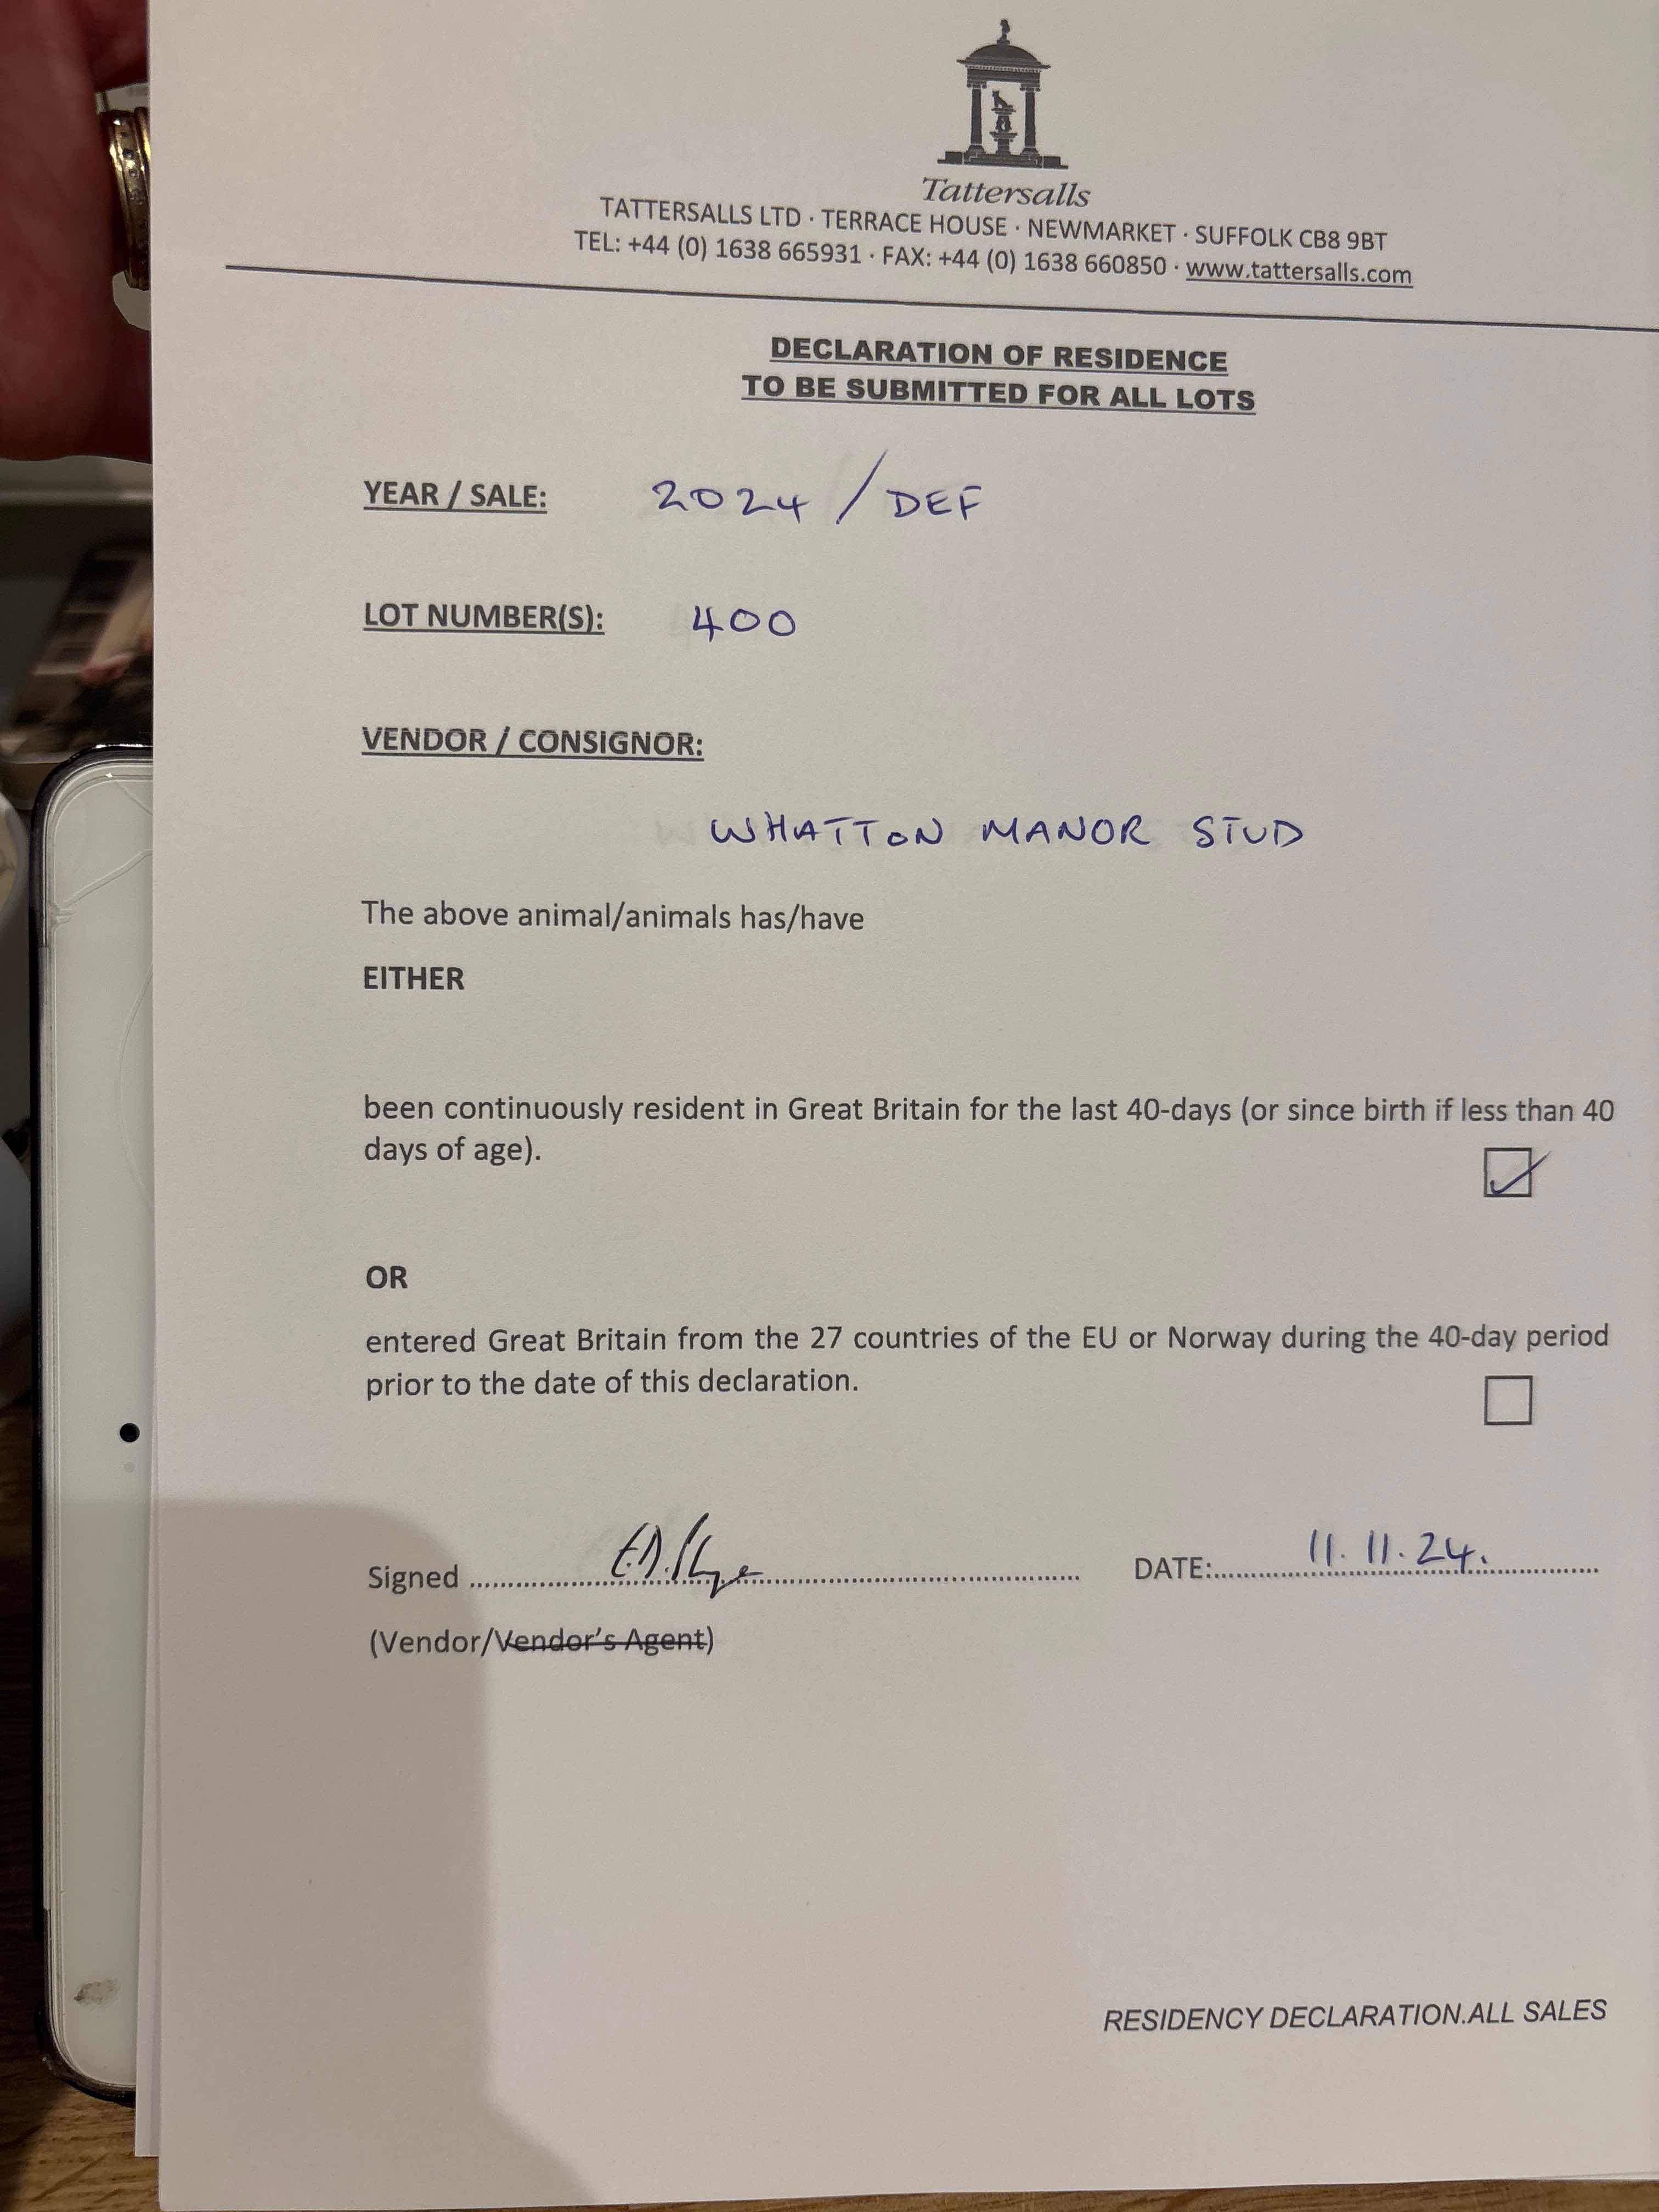 Tattersalls
TATTERSALLS LTD · TERRACE HOUSE · NEWMARKET · SUFFOLK CB8 9BT
TEL: +44 (0) 1638 665931 · FAX: +44 (0) 1638 660850 · www.tattersalls.com
DECLARATION OF RESIDENCE
TO BE SUBMITTED FOR ALL LOTS
YEAR / SALE: 2024 / DEF
LOT NUMBER(S): 400
VENDOR / CONSIGNOR:
WHATTON MANOR STUD
The above animal/animals has/have
EITHER
been continuously resident in Great Britain for the last 40-days (or since birth if less than 40
days of age).
OR
entered Great Britain from the 27 countries of the EU or Norway during the 40-day period
prior to the date of this declaration.
Signed DATE: 11.11.24.
(Vendor/Vendor's Agent)
RESIDENCY DECLARATION.ALL SALES